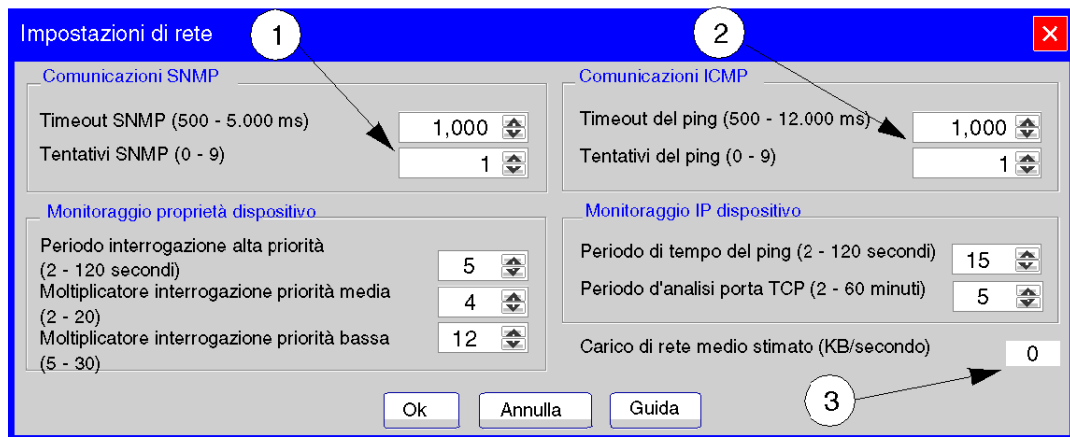 Impostazioni di rete
1
2
Comunicazioni SNMP
Timeout SNMP (500 - 5.000 ms)
1,000
Tentativi SNMP (0 - 9)
1
Comunicazioni ICMP
Timeout del ping (500 - 12.000 ms)
1,000
Tentativi del ping (0 - 9)
1
Monitoraggio proprietà dispositivo
Periodo interrogazione alta priorità
(2 - 120 secondi)
5
Moltiplicatore interrogazione priorità media
(2 - 20)
4
Moltiplicatore interrogazione priorità bassa
(5 - 30)
12
Monitoraggio IP dispositivo
Periodo di tempo del ping (2 - 120 secondi)
15
Periodo d'analisi porta TCP (2 - 60 minuti)
5
Carico di rete medio stimato (KB/secondo)
0
3
Ok
Annulla
Guida